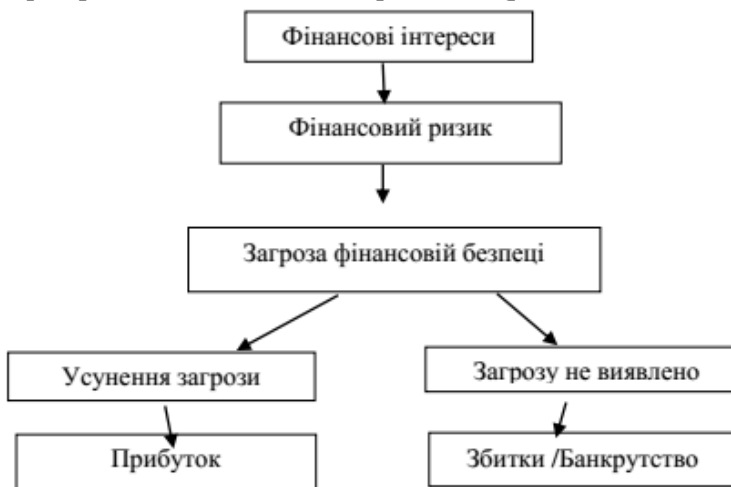 Фінансові інтереси
Фінансовий ризик
Загроза фінансовій безпеці
Усунення загрози
Загрозу не виявлено
Прибуток
Збитки /Банкрутство